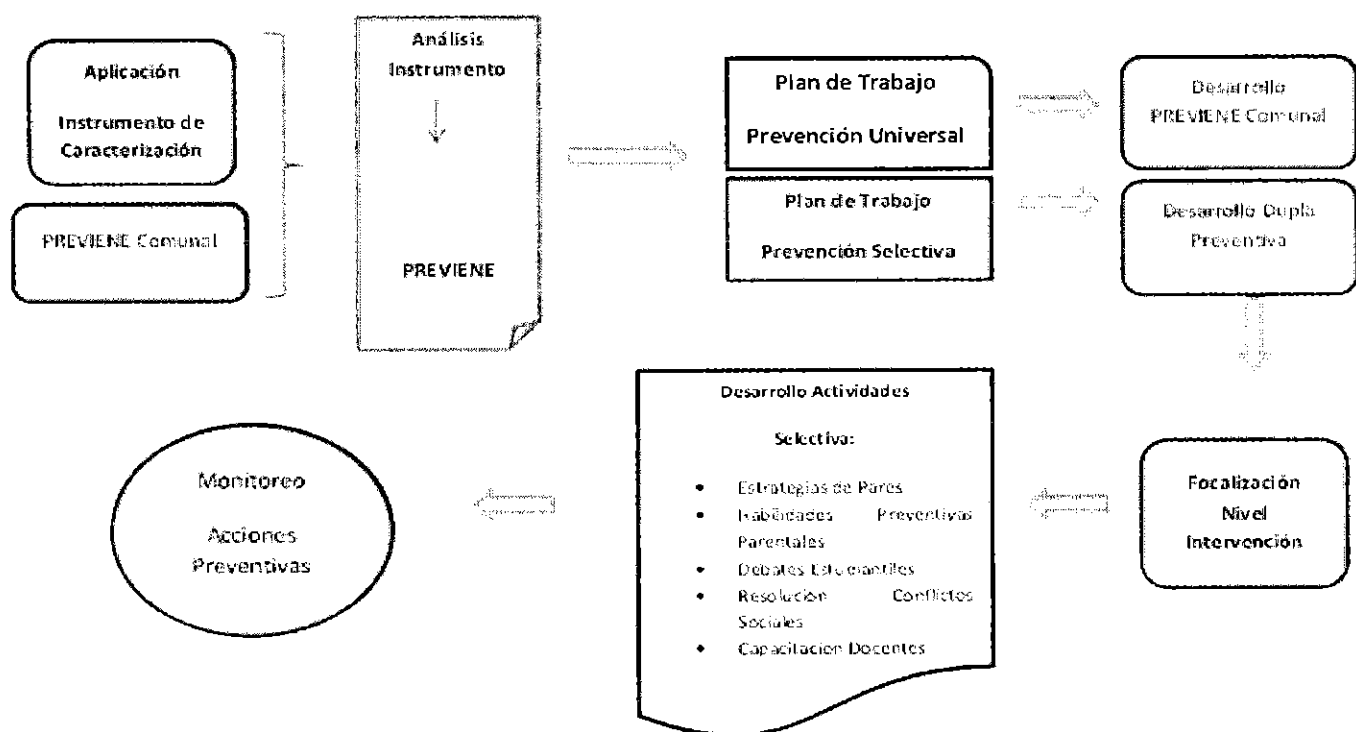 Aplicación
Instrumento de
Caracterización
PREVIENE Comunal
Análisis
Instrumento
PREVIENE
Plan de Trabajo
Prevención Universal
Plan de Trabajo
Prevención Selectiva
Desarrollo
PREVIENE Comunal
Desarrollo Dupla
Preventiva
Focalización
Nivel
Intervención
Desarrollo Actividades
Selectiva:
• Estrategias de Pares
• Habilidades Preventivas
Parentales
• Debates Estudiantiles
• Resolucion Conflictos
Sociales
• Capacitacion Docentes
Monitoreo
Acciones
Preventivas